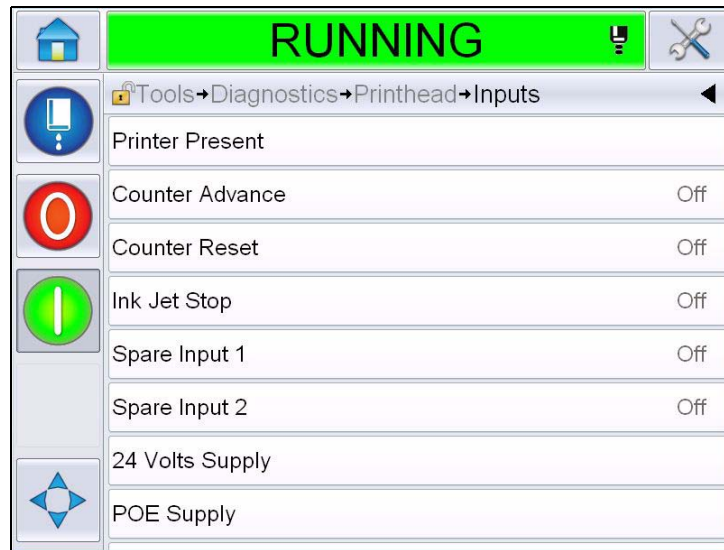 RUNNING
Tools→Diagnostics→Printhead→Inputs
Printer Present
Counter Advance Off
Counter Reset Off
Ink Jet Stop Off
Spare Input 1 Off
Spare Input 2 Off
24 Volts Supply
POE Supply